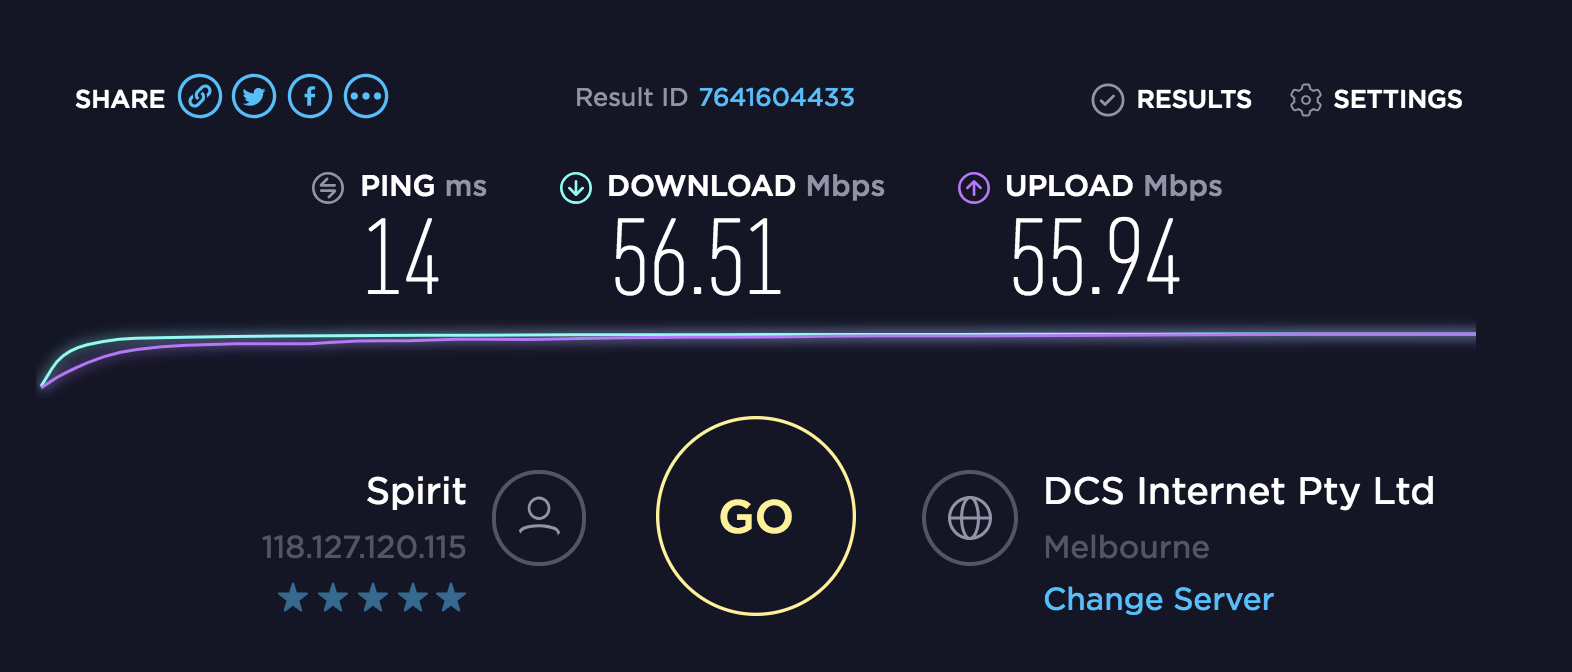 SHARE
Result ID 7641604433
RESULTS
SETTINGS
PING ms
14
DOWNLOAD Mbps
56.51
UPLOAD Mbps
55.94
Spirit
118.127.120.115
GO
DCS Internet Pty Ltd
Melbourne
Change Server